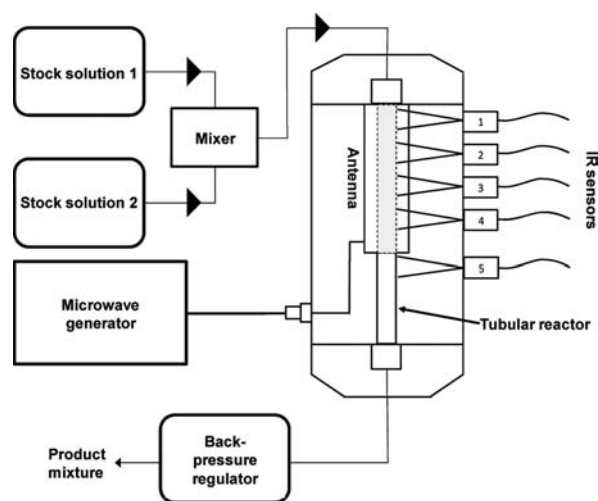 Stock solution 1
Mixer
Stock solution 2
Microwave
generator
Antenna
1
2
3
4
5
IR sensors
Tubular reactor
Back-
pressure
regulator
Product
mixture